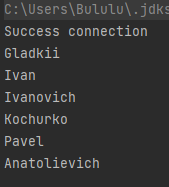 C:\Users\Bululu\.jdks
Success connection
Gladkii
Ivan
Ivanovich
Kochurko
Pavel
Anatolievich